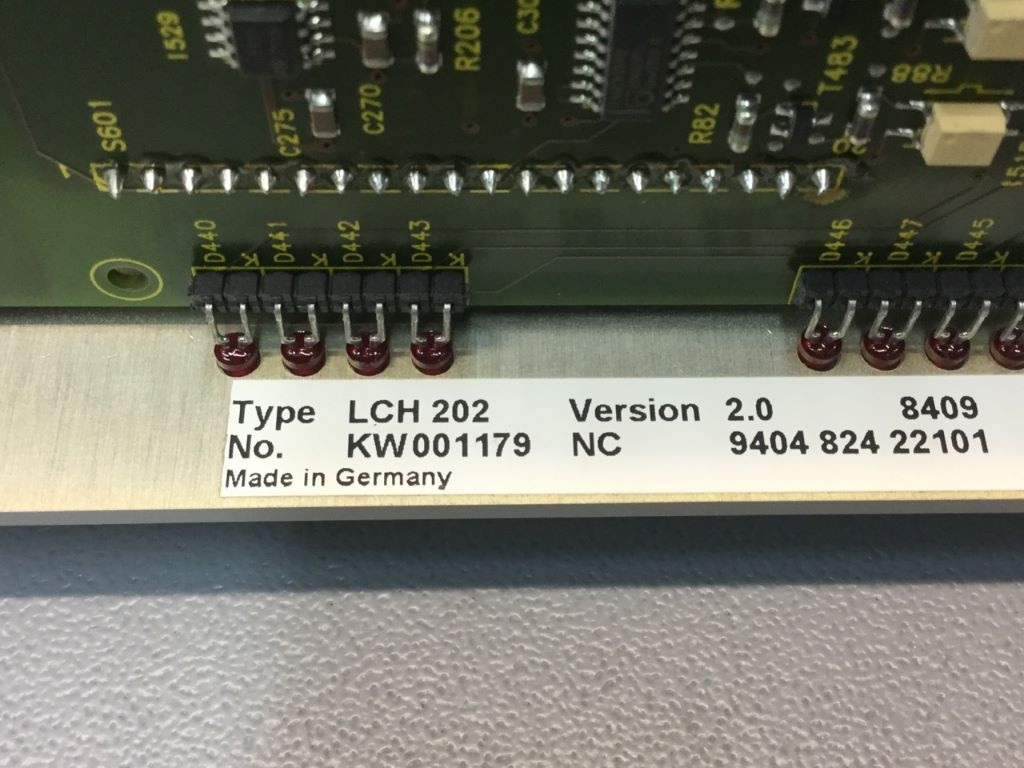 I529
R206
C30
C270
C275
S601
R82
T483
R88
D440 K D441 K D442 K D443 K
D446 K D447 K D445 K
Type LCH 202 Version 2.0 8409
No. KW001179 NC 9404 824 22101
Made in Germany